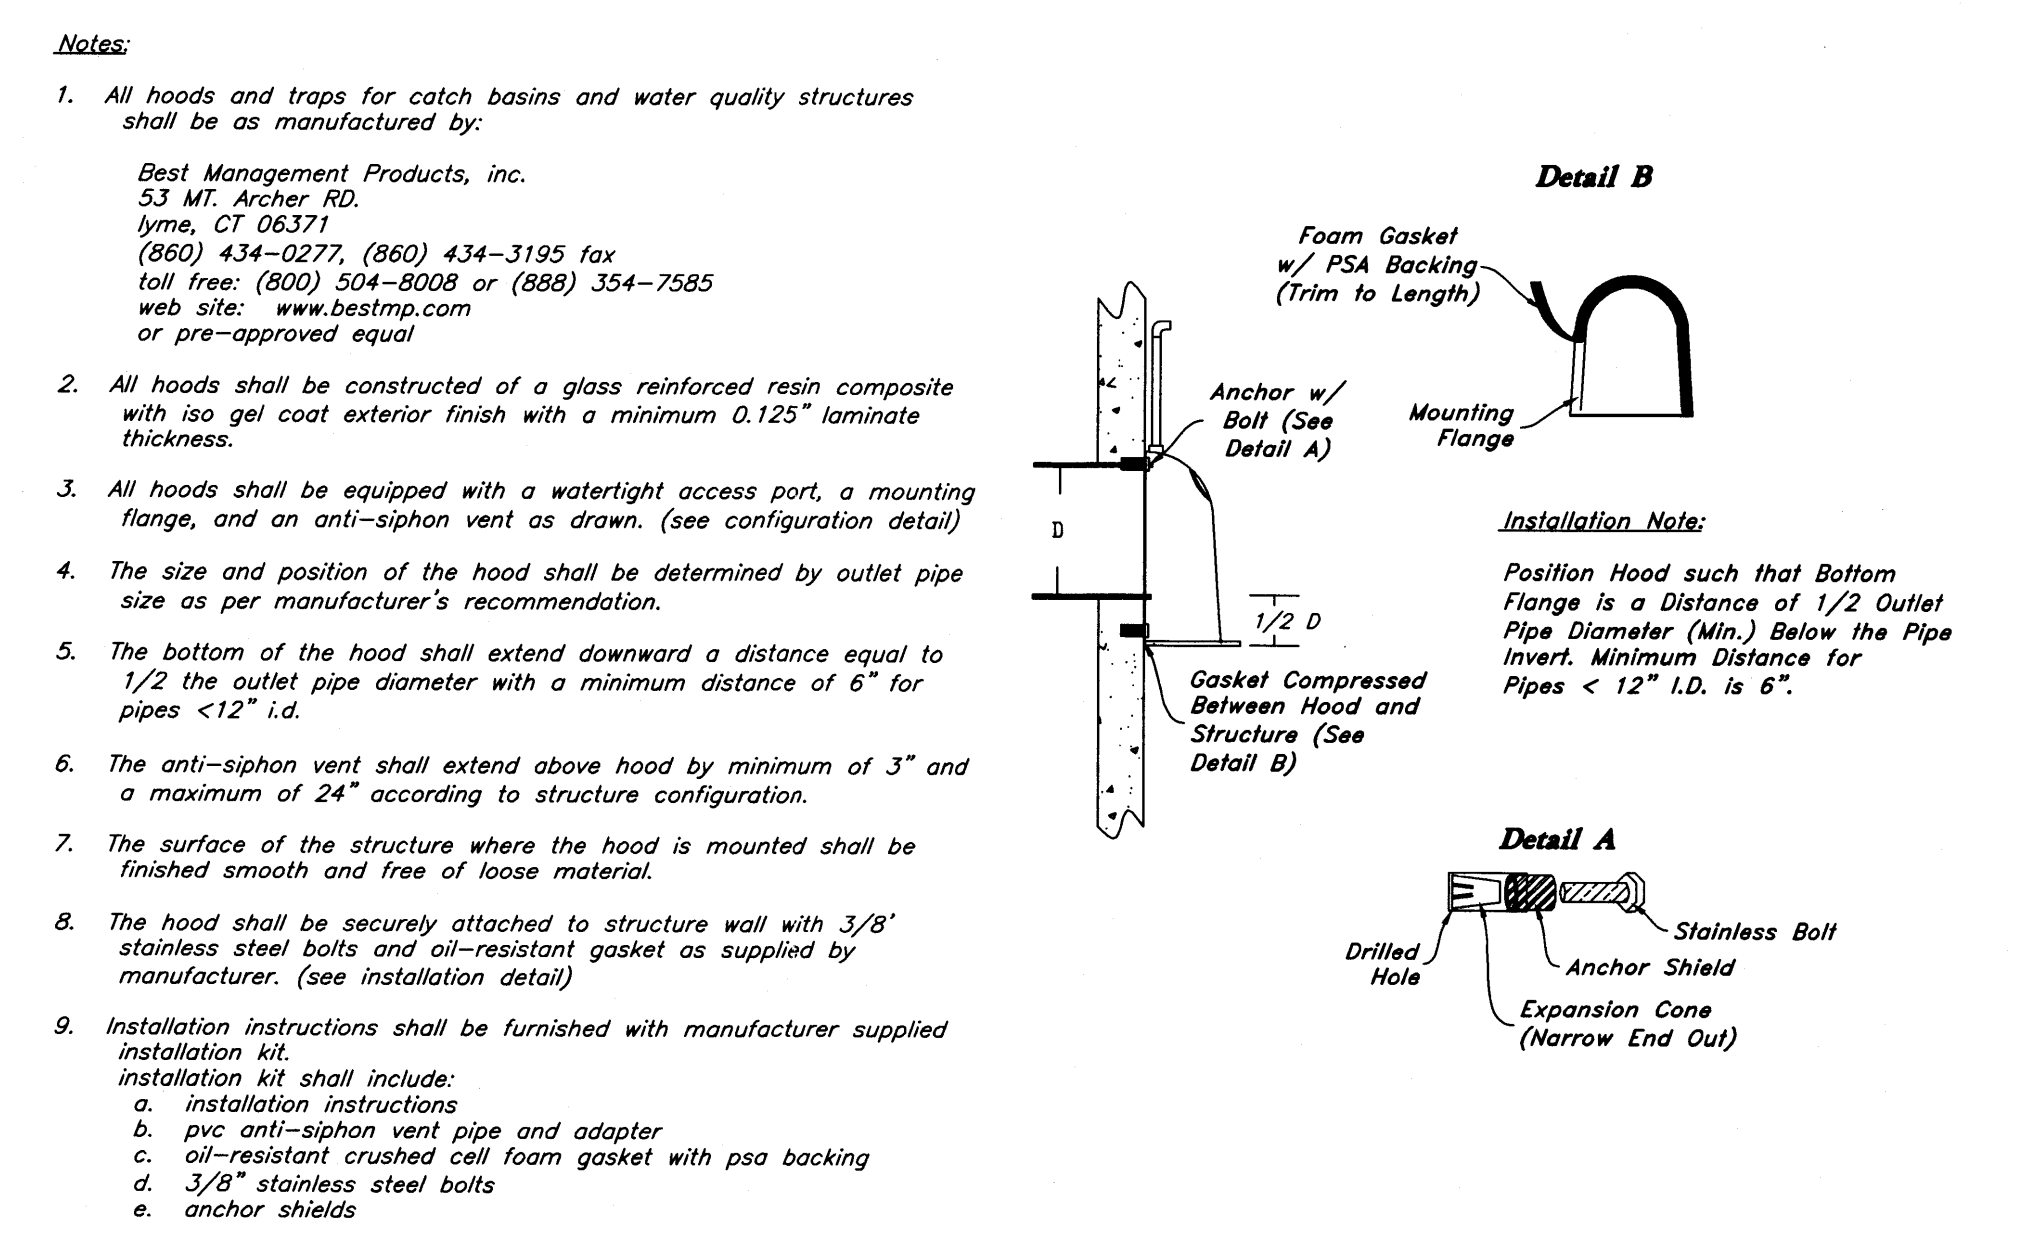 Notes:
1. All hoods and traps for catch basins and water quality structures
shall be as manufactured by:
Best Management Products, inc.
53 MT. Archer RD.
lyme, CT 06371
(860) 434-0277, (860) 434-3195 fax
toll free: (800) 504-8008 or (888) 354-7585
web site: www.bestmp.com
or pre-approved equal
2. All hoods shall be constructed of a glass reinforced resin composite
with iso gel coat exterior finish with a minimum 0.125" laminate
thickness.
3. All hoods shall be equipped with a watertight access port, a mounting
flange, and an anti-siphon vent as drawn. (see configuration detail)
4. The size and position of the hood shall be determined by outlet pipe
size as per manufacturer's recommendation.
5. The bottom of the hood shall extend downward a distance equal to
1/2 the outlet pipe diameter with a minimum distance of 6" for
pipes <12" i.d.
6. The anti-siphon vent shall extend above hood by minimum of 3" and
a maximum of 24" according to structure configuration.
7. The surface of the structure where the hood is mounted shall be
finished smooth and free of loose material.
8. The hood shall be securely attached to structure wall with 3/8'
stainless steel bolts and oil-resistant gasket as supplied by
manufacturer. (see installation detail)
9. Installation instructions shall be furnished with manufacturer supplied
installation kit.
installation kit shall include:
a. installation instructions
b. pvc anti-siphon vent pipe and adapter
c. oil-resistant crushed cell foam gasket with psa backing
d. 3/8" stainless steel bolts
e. anchor shields
Anchor w/
Bolt (See
Detail A)
D
1/2 D
Gasket Compressed
Between Hood and
Structure (See
Detail B)
Detail B
Foam Gasket
w/ PSA Backing
(Trim to Length)
Mounting
Flange
Installation Note:
Position Hood such that Bottom
Flange is a Distance of 1/2 Outlet
Pipe Diameter (Min.) Below the Pipe
Invert. Minimum Distance for
Pipes < 12" I.D. is 6".
Detail A
Stainless Bolt
Drilled
Hole
Anchor Shield
Expansion Cone
(Narrow End Out)